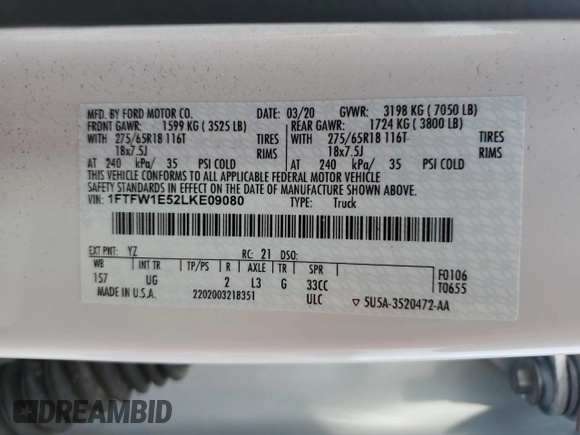 MFD. BY FORD MOTOR CO. DATE: 03/20 GVWR: 3198 KG ( 7050 LB)
FRONT GAWR: 1599 KG ( 3525 LB) REAR GAWR: 1724 KG ( 3800 LB)
WITH 275/65R18 116T TIRES WITH 275/65R18 116T TIRES
18x7.5J RIMS 18x7.5J RIMS
AT 240 kPa/ 35 PSI COLD AT 240 kPa/ 35 PSI COLD
THIS VEHICLE CONFORMS TO ALL APPLICABLE FEDERAL MOTOR VEHICLE
SAFETY STANDARDS IN EFFECT ON THE DATE OF MANUFACTURE SHOWN ABOVE.
VIN: 1FTFW1E52LKE09080 TYPE: Truck
EXT PNT: YZ RC: 21 DSO:
WB INT TR TP/PS R AXLE TR SPR F0106
157 UG 2 L3 G 33CC T0655
MADE IN U.S.A. 2202003218351 ULC ▽ 5U5A-3520472-AA
DREAMBID